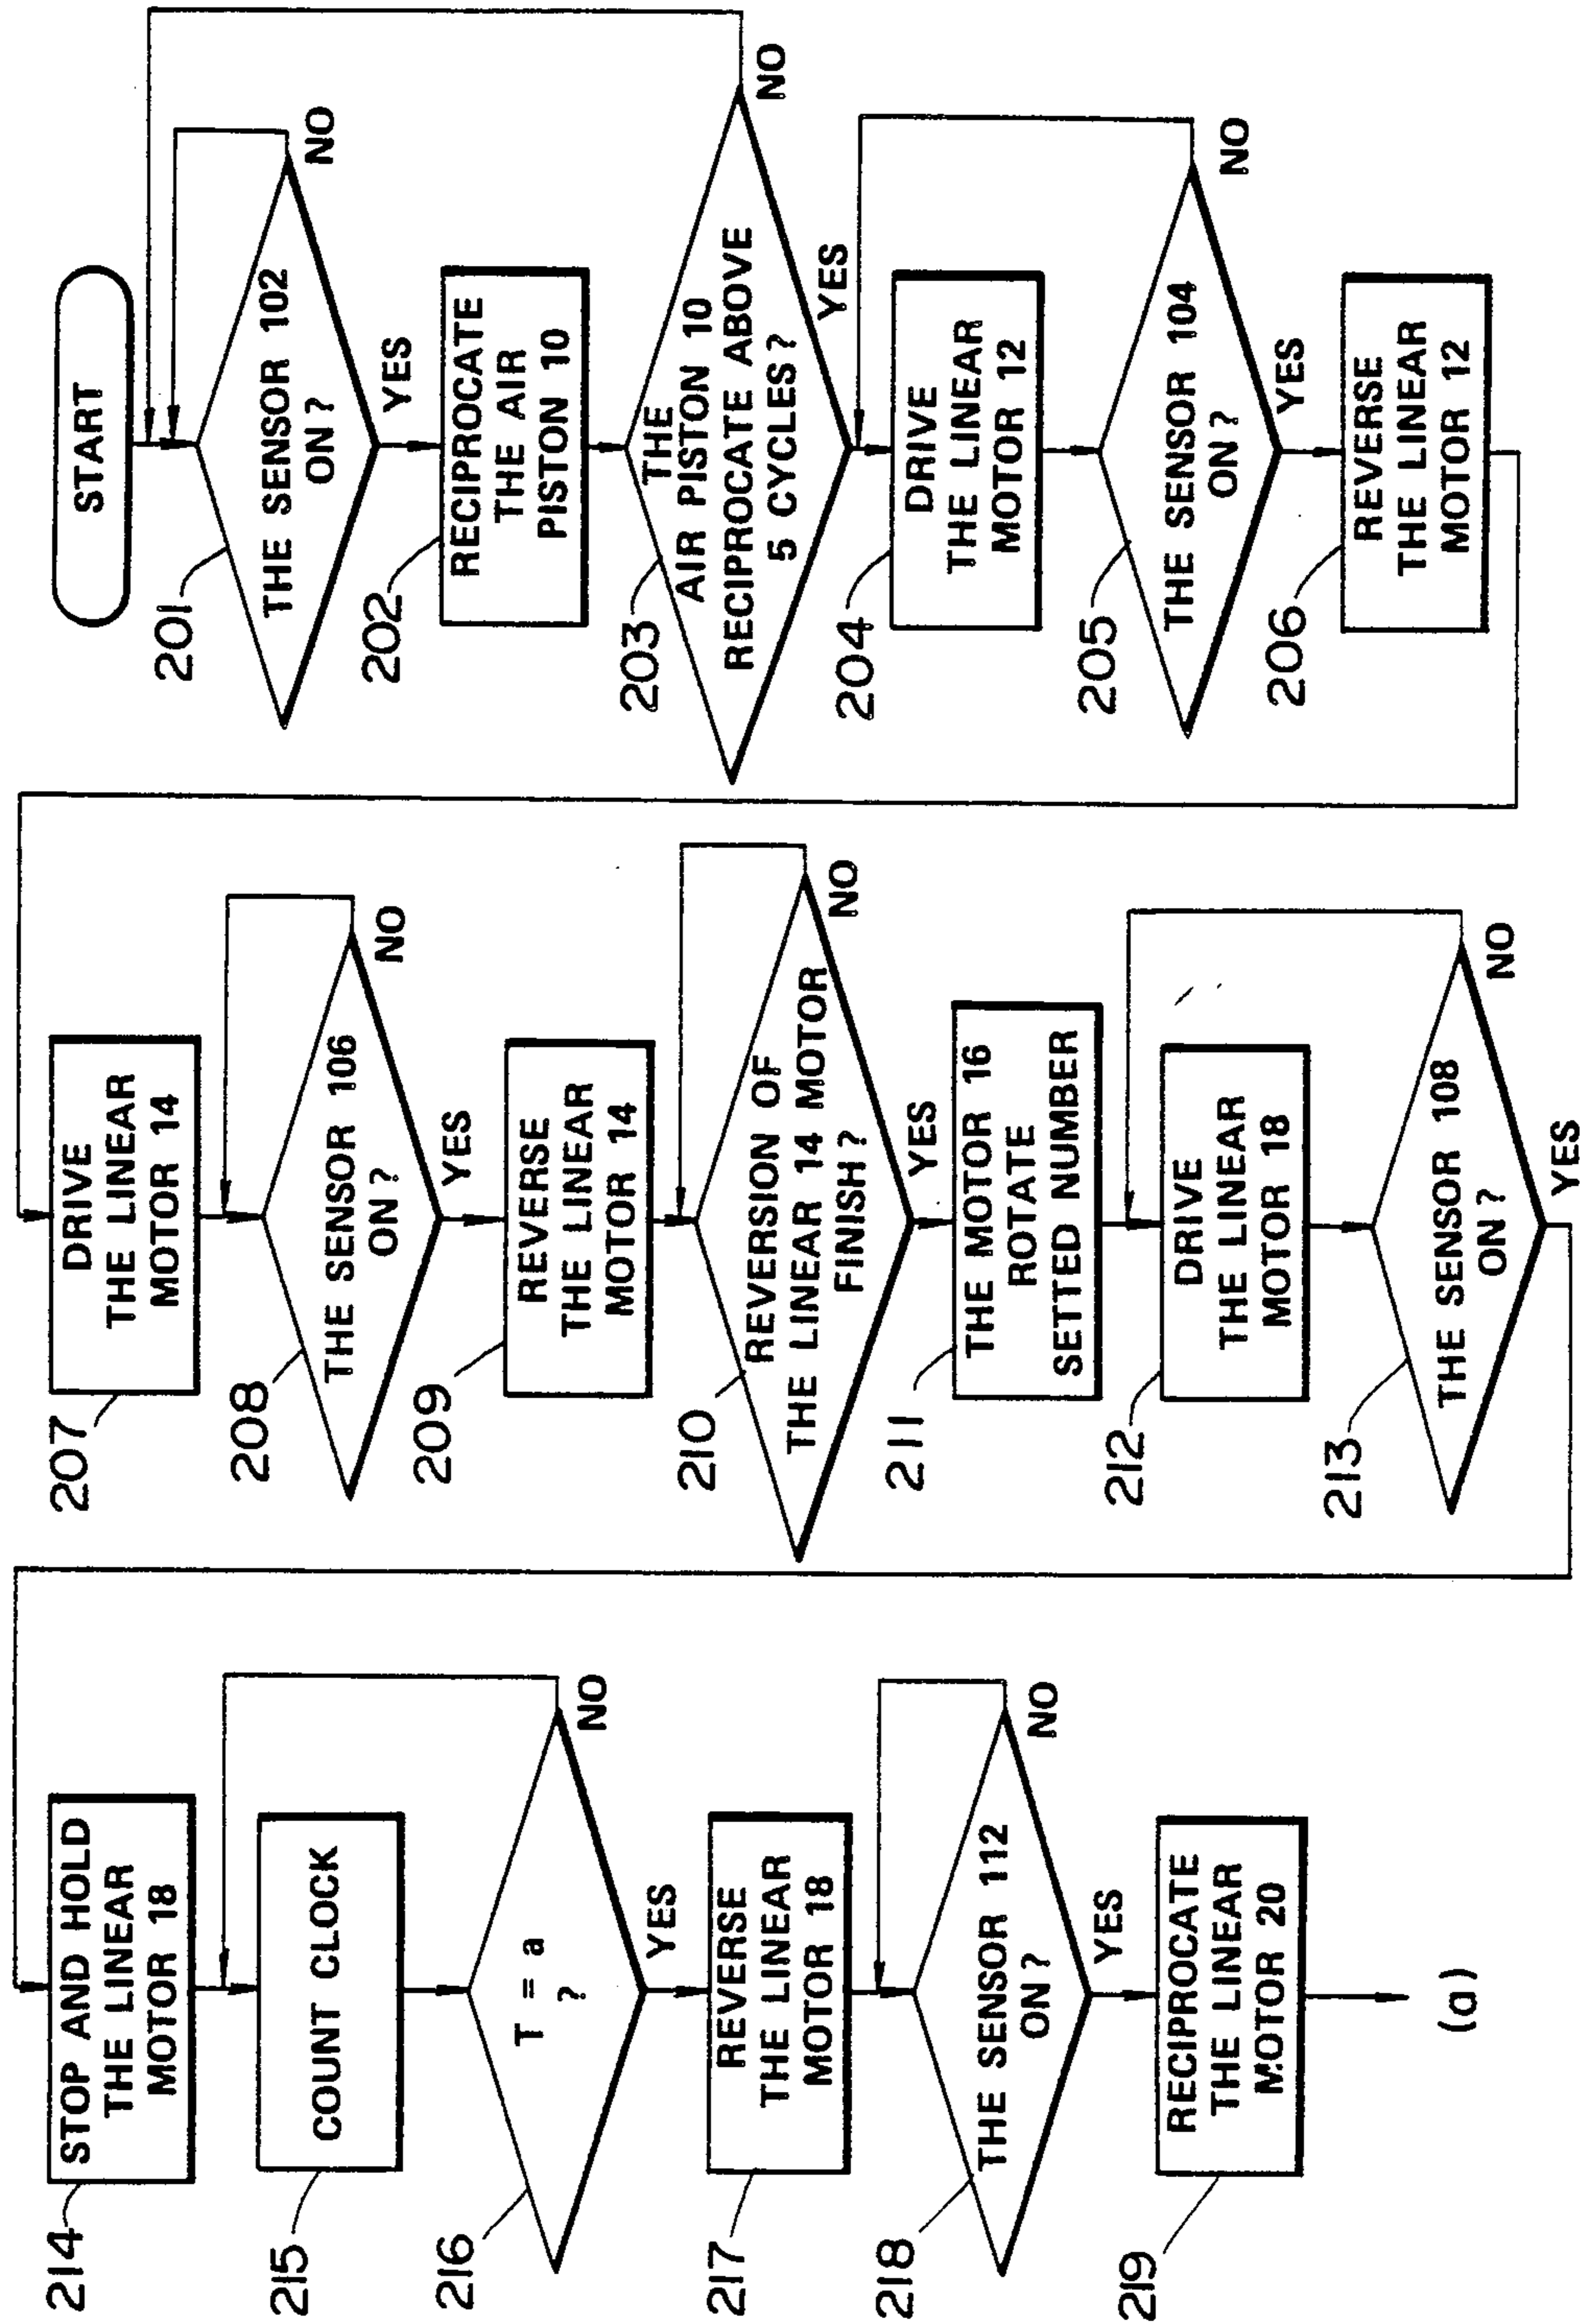 START
201
THE SENSOR 102
ON?
NO
YES
202
RECIPROCATE
THE AIR
PISTON 10
203
THE
AIR PISTON 10
RECIPROCATE ABOVE
5 CYCLES?
NO
YES
204
DRIVE
THE LINEAR
MOTOR 12
205
THE SENSOR 104
ON?
NO
YES
206
REVERSE
THE LINEAR
MOTOR 12
207
DRIVE
THE LINEAR
MOTOR 14
208
THE SENSOR 106
ON?
NO
YES
209
REVERSE
THE LINEAR
MOTOR 14
210
REVERSION OF
THE LINEAR 14 MOTOR
FINISH?
NO
YES
211
THE MOTOR 16
ROTATE
SETTED NUMBER
212
DRIVE
THE LINEAR
MOTOR 18
213
THE SENSOR 108
ON?
NO
YES
214
STOP AND HOLD
THE LINEAR
MOTOR 18
215
COUNT CLOCK
216
T = a
?
NO
YES
217
REVERSE
THE LINEAR
MOTOR 18
218
THE SENSOR 112
ON?
NO
YES
219
RECIPROCATE
THE LINEAR
MOTOR 20
(a)